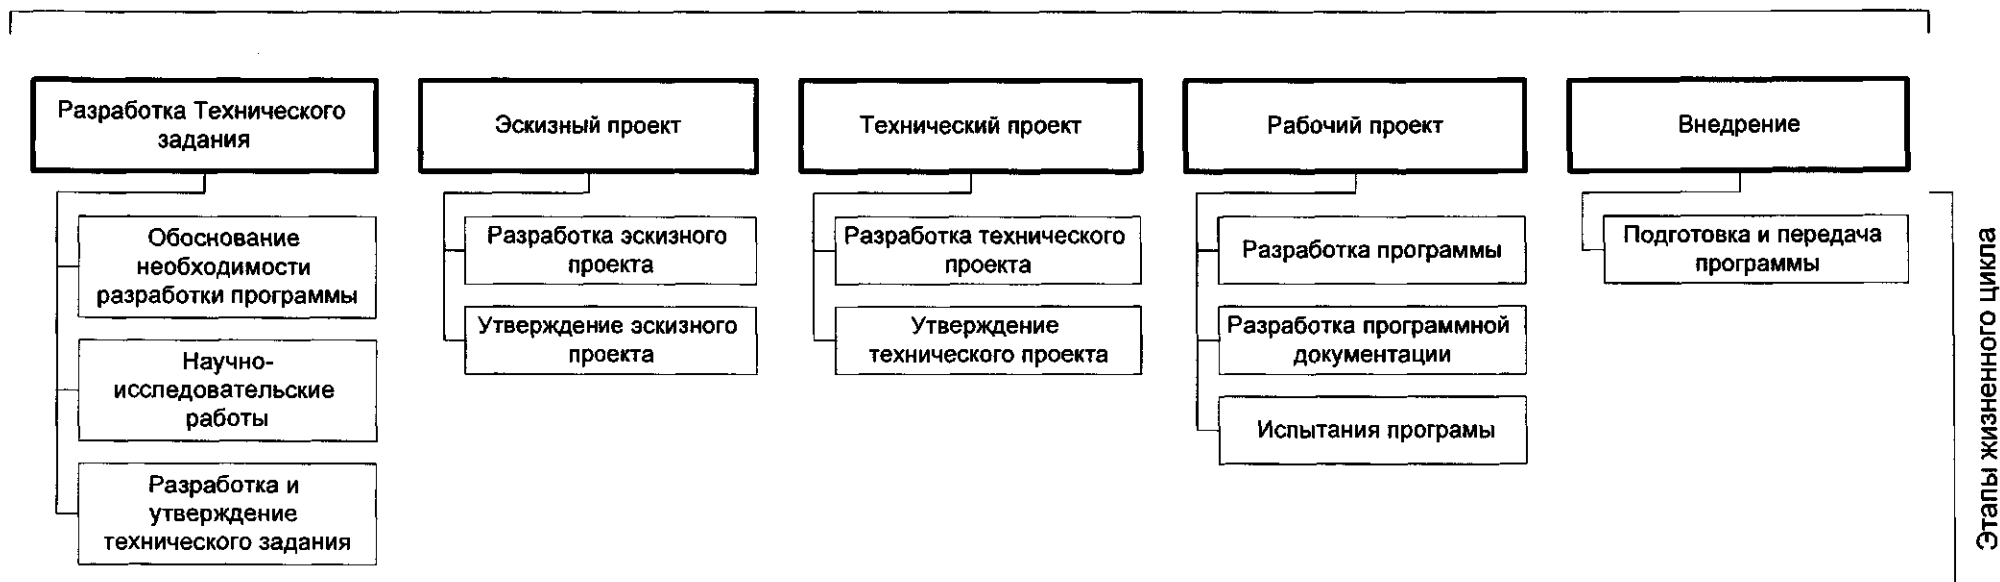 Разработка Технического
задания
Эскизный проект
Технический проект
Рабочий проект
Внедрение
Обоснование
необходимости
разработки программы
Научно-
исследовательские
работы
Разработка и
утверждение
технического задания
Разработка эскизного
проекта
Утверждение эскизного
проекта
Разработка технического
проекта
Утверждение
технического проекта
Разработка программы
Разработка программной
документации
Испытания програмы
Подготовка и передача
программы
Этапы жизненного цикла